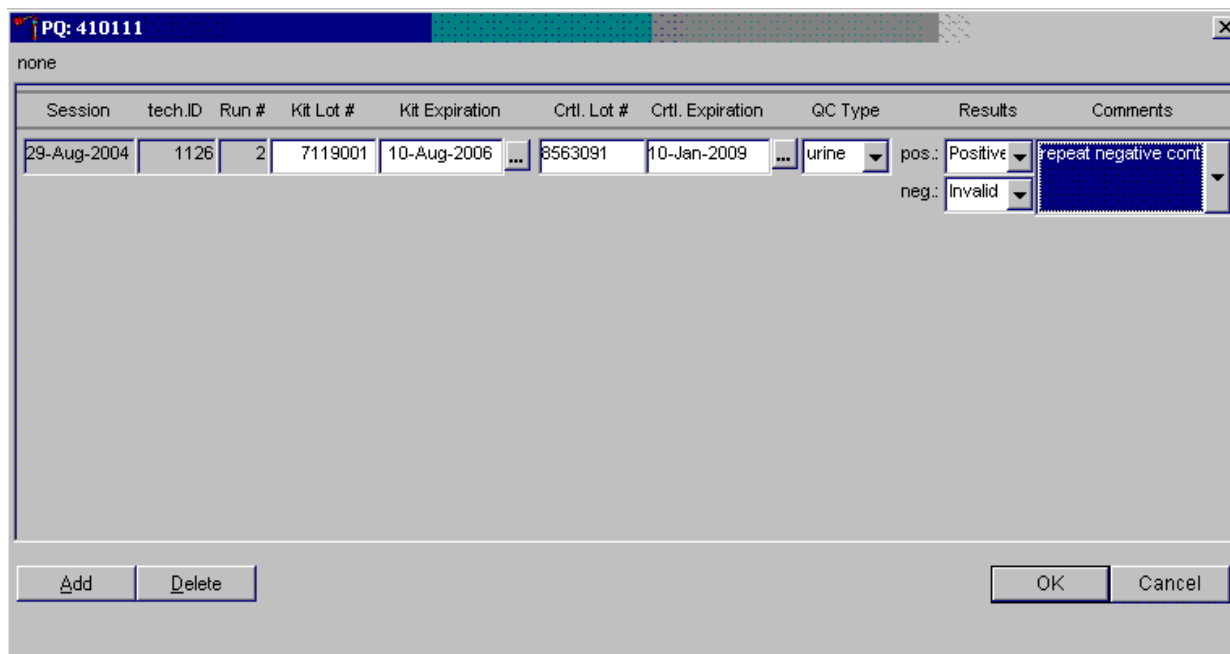 PQ: 410111
none
Session tech.ID Run # Kit Lot # Kit Expiration Crtl. Lot # Crtl. Expiration QC Type Results Comments
29-Aug-2004 1126 2 7119001 10-Aug-2006 ... 8563091 10-Jan-2009 ... urine pos.: Positive repeat negative cont
neg.: Invalid
Add Delete OK Cancel